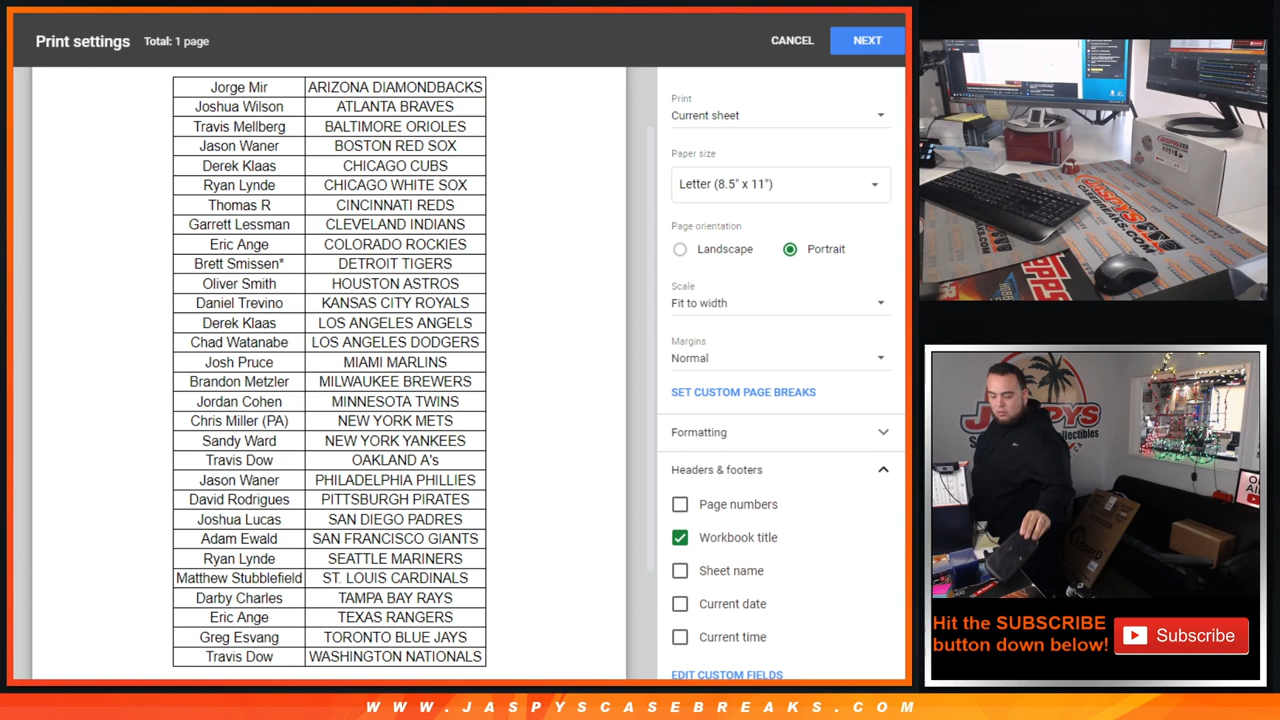 Print settings Total: 1 page CANCEL NEXT
Jorge Mir ARIZONA DIAMONDBACKS
Joshua Wilson ATLANTA BRAVES
Travis Mellberg BALTIMORE ORIOLES
Jason Waner BOSTON RED SOX
Derek Klaas CHICAGO CUBS
Ryan Lynde CHICAGO WHITE SOX
Thomas R CINCINNATI REDS
Garrett Lessman CLEVELAND INDIANS
Eric Ange COLORADO ROCKIES
Brett Smissen* DETROIT TIGERS
Oliver Smith HOUSTON ASTROS
Daniel Trevino KANSAS CITY ROYALS
Derek Klaas LOS ANGELES ANGELS
Chad Watanabe LOS ANGELES DODGERS
Josh Pruce MIAMI MARLINS
Brandon Metzler MILWAUKEE BREWERS
Jordan Cohen MINNESOTA TWINS
Chris Miller (PA) NEW YORK METS
Sandy Ward NEW YORK YANKEES
Travis Dow OAKLAND A's
Jason Waner PHILADELPHIA PHILLIES
David Rodrigues PITTSBURGH PIRATES
Joshua Lucas SAN DIEGO PADRES
Adam Ewald SAN FRANCISCO GIANTS
Ryan Lynde SEATTLE MARINERS
Matthew Stubblefield ST. LOUIS CARDINALS
Darby Charles TAMPA BAY RAYS
Eric Ange TEXAS RANGERS
Greg Esvang TORONTO BLUE JAYS
Travis Dow WASHINGTON NATIONALS
Print
Current sheet
Paper size
Letter (8.5" x 11")
Page orientation
Landscape Portrait
Scale
Fit to width
Margins
Normal
SET CUSTOM PAGE BREAKS
Formatting
Headers & footers
Page numbers
Workbook title
Sheet name
Current date
Current time
EDIT CUSTOM FIELDS
JASPYS
CASEBREAKS.COM
TOPPS
JASPYS
Hit the SUBSCRIBE
button down below!
Subscribe
WWW.JASPYSCASEBREAKS.COM